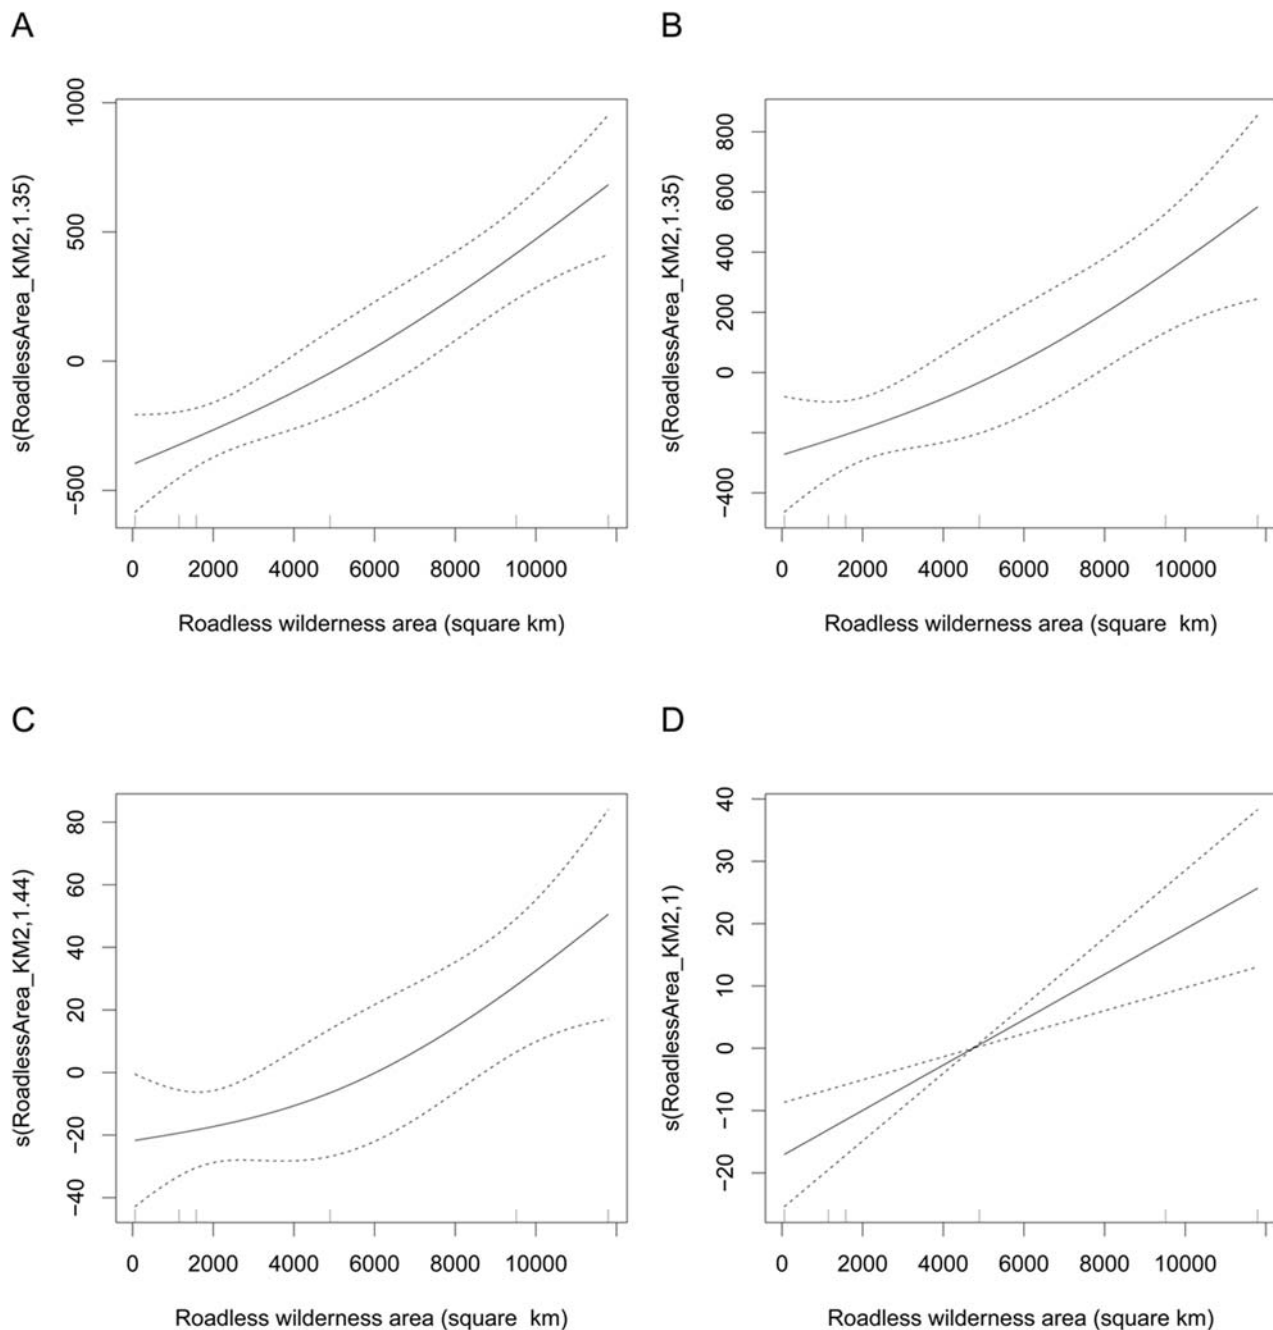 A
1000
500
0
−500
s(RoadlessArea_KM2,1.35)
0 2000 4000 6000 8000 10000
Roadless wilderness area (square km)
B
800
600
400
200
0
−400
s(RoadlessArea_KM2,1.35)
0 2000 4000 6000 8000 10000
Roadless wilderness area (square  km)
C
80
60
40
20
0
−20
−40
s(RoadlessArea_KM2,1.44)
0 2000 4000 6000 8000 10000
Roadless wilderness area (square  km)
D
40
30
20
10
0
−10
−20
s(RoadlessArea_KM2,1)
0 2000 4000 6000 8000 10000
Roadless wilderness area (square km)